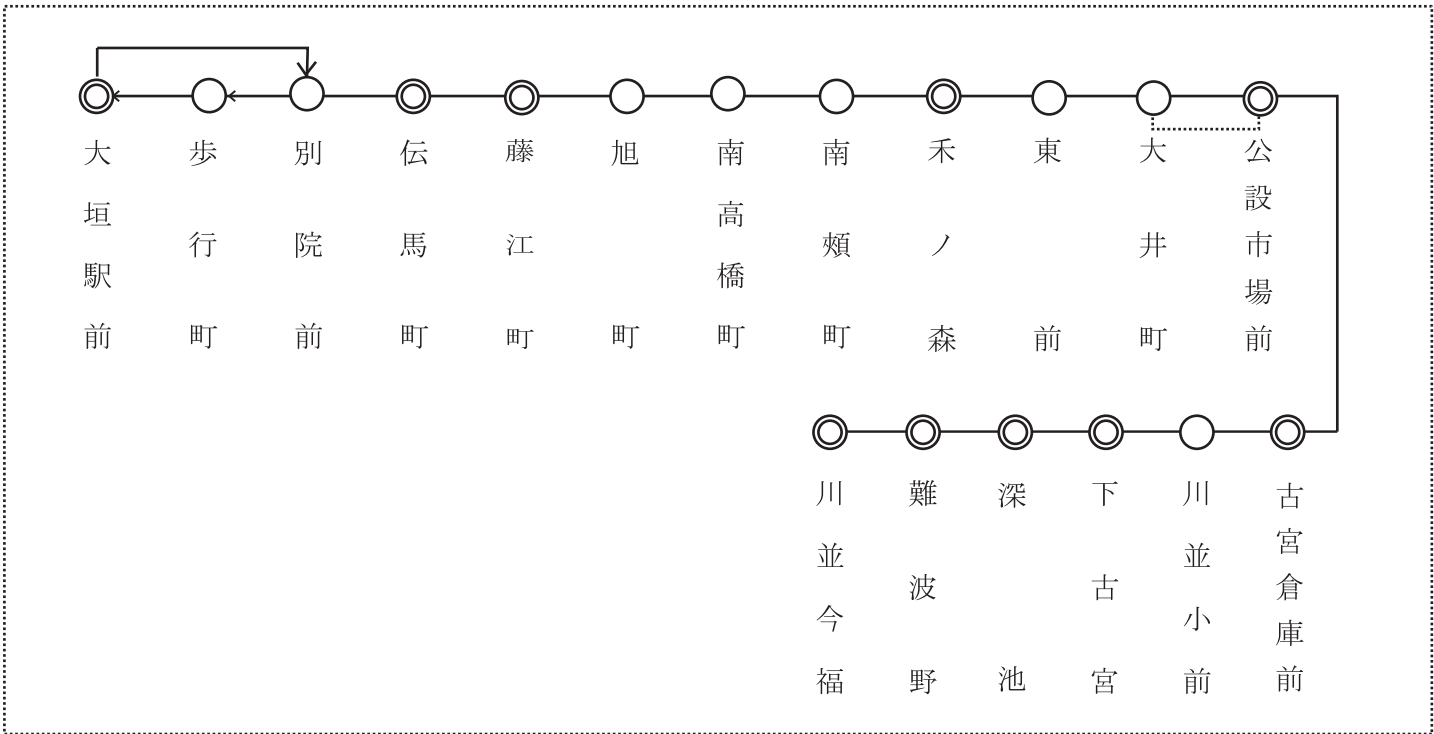 大垣駅前
歩行町
別院前
伝馬町
藤江町
旭町
南高橋町
南頰町
禾ノ森
東前
大井町
公設市場前
川並今福
難波野
深池
下古宮
川並小前
古宮倉庫前